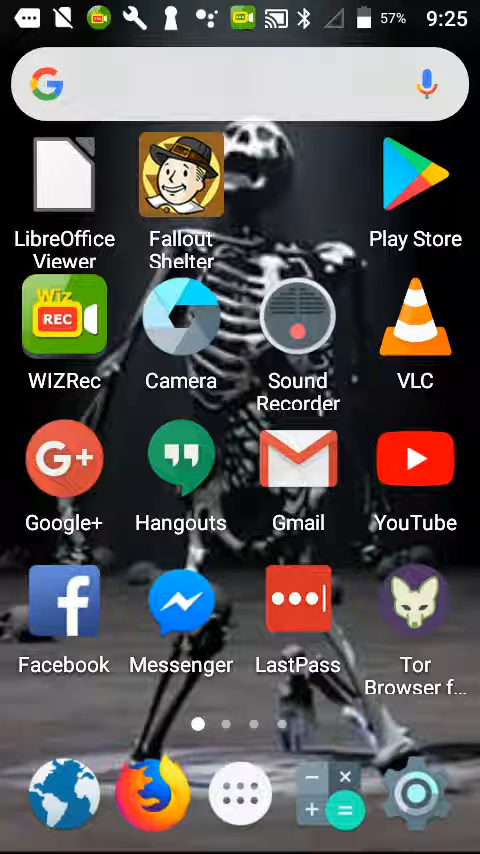 57% 9:25
LibreOffice Viewer
Fallout Shelter
Play Store
Wiz
REC
WIZRec
Camera
Sound Recorder
VLC
G+
Google+
Hangouts
Gmail
YouTube
Facebook
Messenger
LastPass
Tor Browser f...